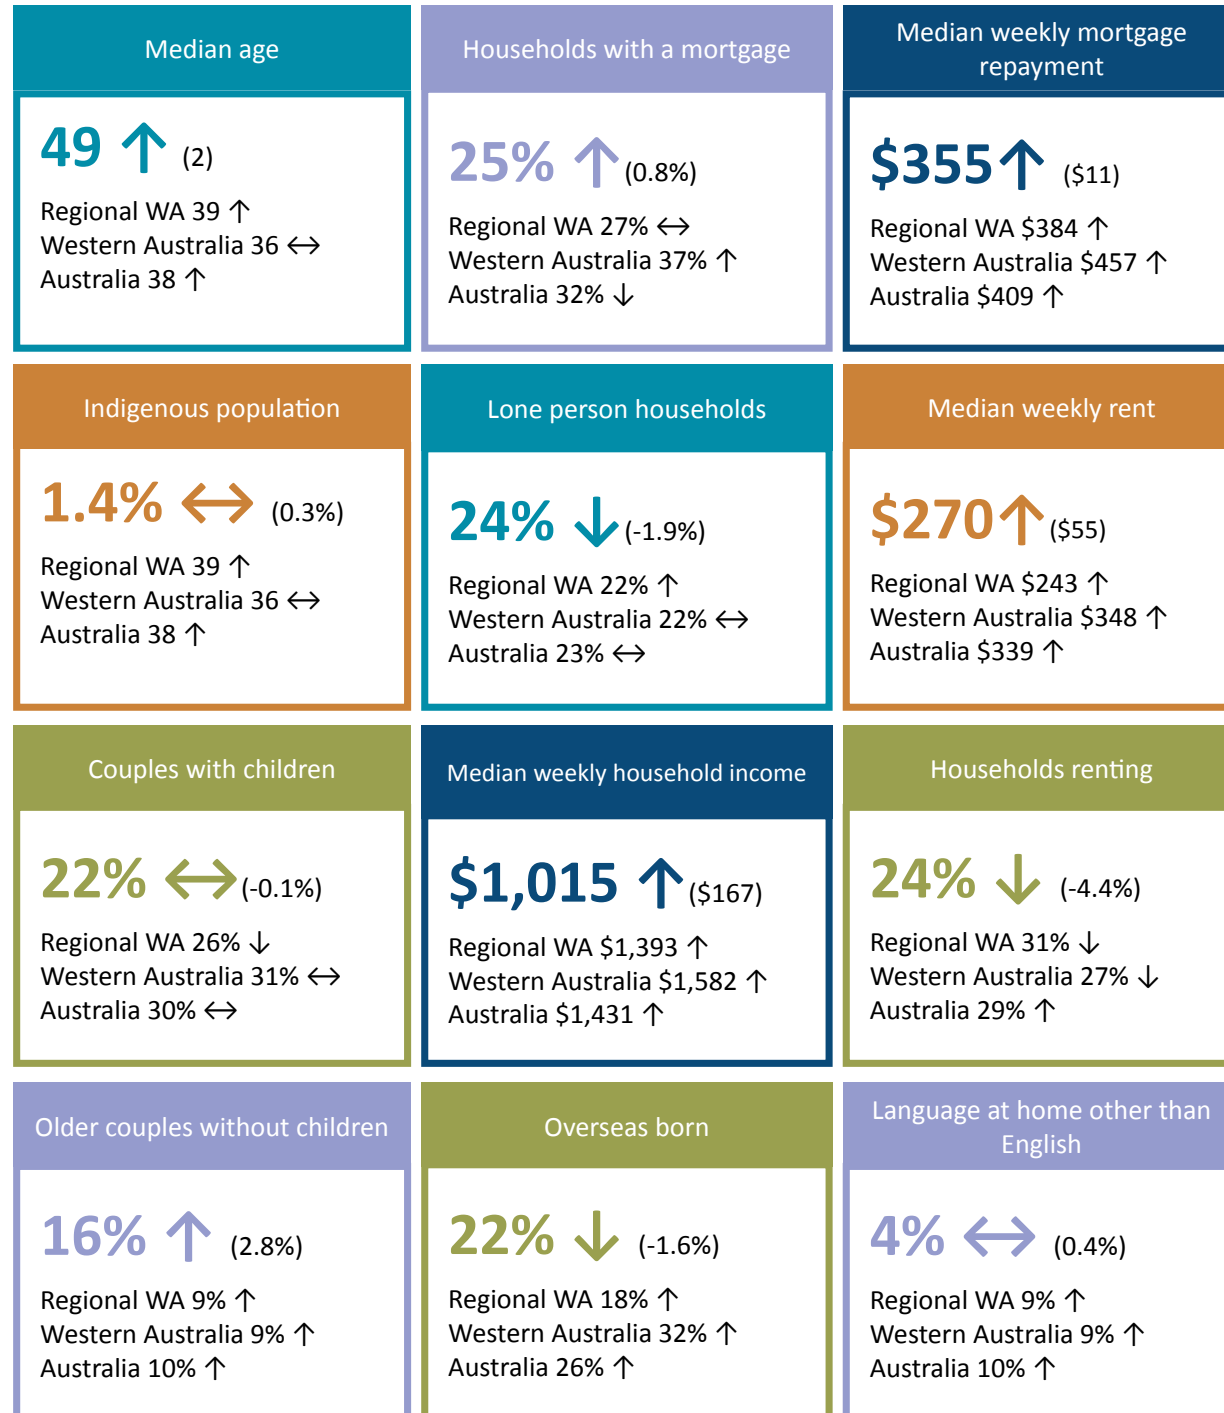 Median age
49 ↑ (2)
Regional WA 39 ↑
Western Australia 36 ↔
Australia 38 ↑
Households with a mortgage
25% ↑ (0.8%)
Regional WA 27% ↔
Western Australia 37% ↑
Australia 32% ↓
Median weekly mortgage
repayment
$355 ↑ ($11)
Regional WA $384 ↑
Western Australia $457 ↑
Australia $409 ↑
Indigenous population
1.4% ↔ (0.3%)
Regional WA 39 ↑
Western Australia 36 ↔
Australia 38 ↑
Lone person households
24% ↓ (-1.9%)
Regional WA 22% ↑
Western Australia 22% ↔
Australia 23% ↔
Median weekly rent
$270 ↑ ($55)
Regional WA $243 ↑
Western Australia $348 ↑
Australia $339 ↑
Couples with children
22% ↔ (-0.1%)
Regional WA 26% ↓
Western Australia 31% ↔
Australia 30% ↔
Median weekly household income
$1,015 ↑ ($167)
Regional WA $1,393 ↑
Western Australia $1,582 ↑
Australia $1,431 ↑
Households renting
24% ↓ (-4.4%)
Regional WA 31% ↓
Western Australia 27% ↓
Australia 29% ↑
Older couples without children
16% ↑ (2.8%)
Regional WA 9% ↑
Western Australia 9% ↑
Australia 10% ↑
Overseas born
22% ↓ (-1.6%)
Regional WA 18% ↑
Western Australia 32% ↑
Australia 26% ↑
Language at home other than
English
4% ↔ (0.4%)
Regional WA 9% ↑
Western Australia 9% ↑
Australia 10% ↑